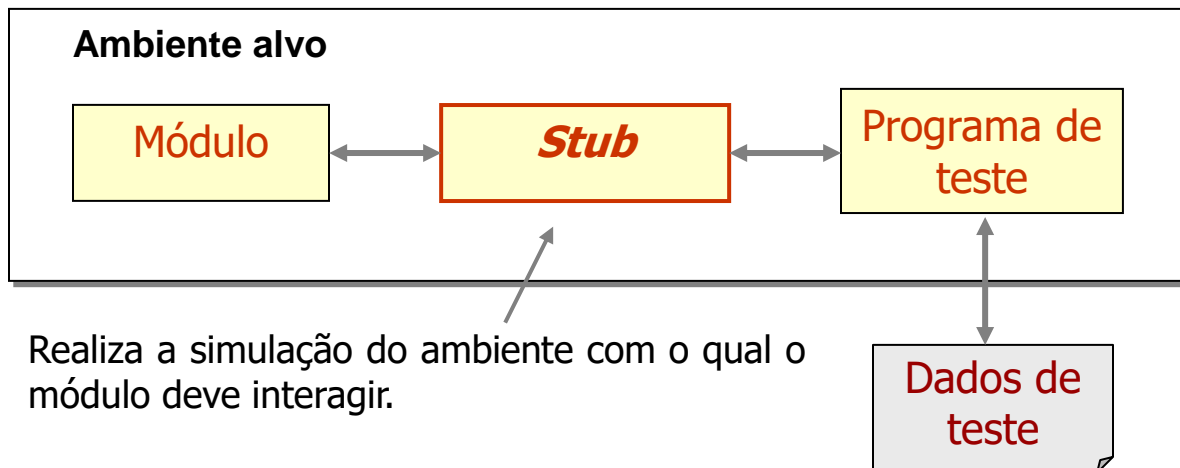 Ambiente alvo
Módulo
Stub
Programa de
teste
Realiza a simulação do ambiente com o qual o
módulo deve interagir.
Dados de
teste